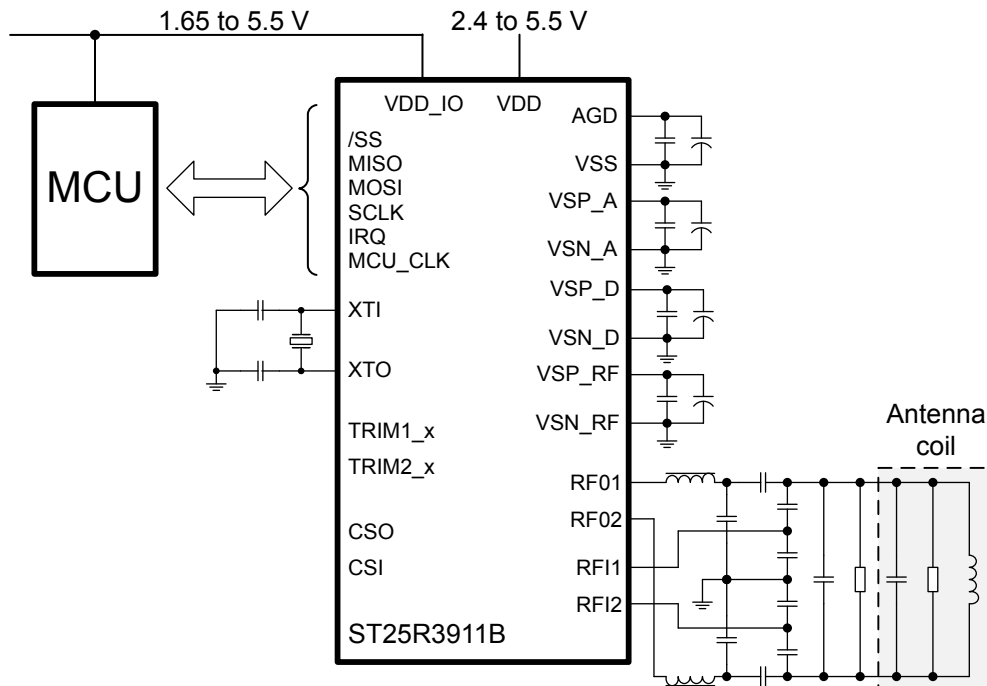 1.65 to 5.5 V
2.4 to 5.5 V
MCU
VDD_IO
VDD
/SS
MISO
MOSI
SCLK
IRQ
MCU_CLK
XTI
XTO
TRIM1_x
TRIM2_x
CSO
CSI
ST25R3911B
AGD
VSS
VSP_A
VSN_A
VSP_D
VSN_D
VSP_RF
VSN_RF
RF01
RF02
RFI1
RFI2
Antenna
coil